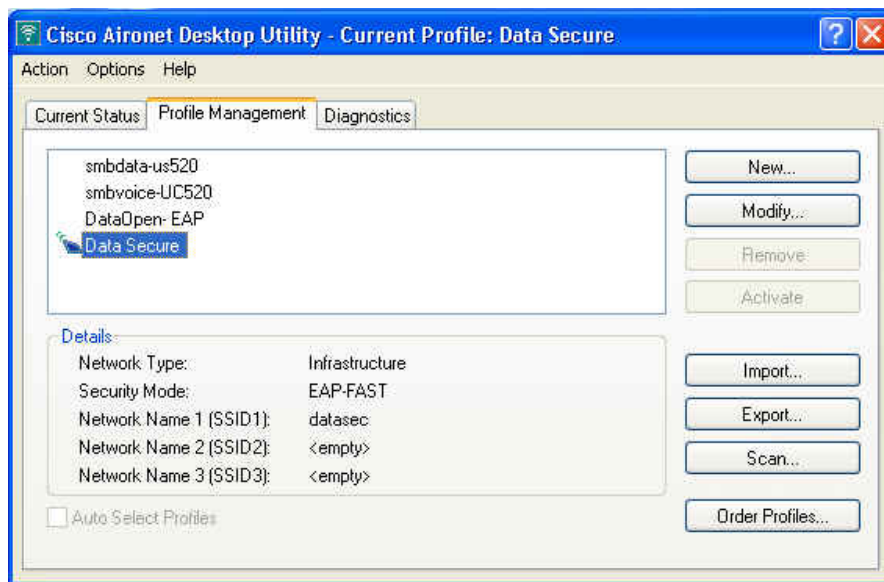 Cisco Aironet Desktop Utility - Current Profile: Data Secure
Action Options Help
Current Status Profile Management Diagnostics
smbdata-us520
smbvoice-UC520
DataOpen- EAP
Data Secure
New...
Modify...
Remove
Activate
Details
Network Type: Infrastructure
Security Mode: EAP-FAST
Network Name 1 (SSID1): datasec
Network Name 2 (SSID2): <empty>
Network Name 3 (SSID3): <empty>
Import...
Export...
Scan...
Auto Select Profiles
Order Profiles...